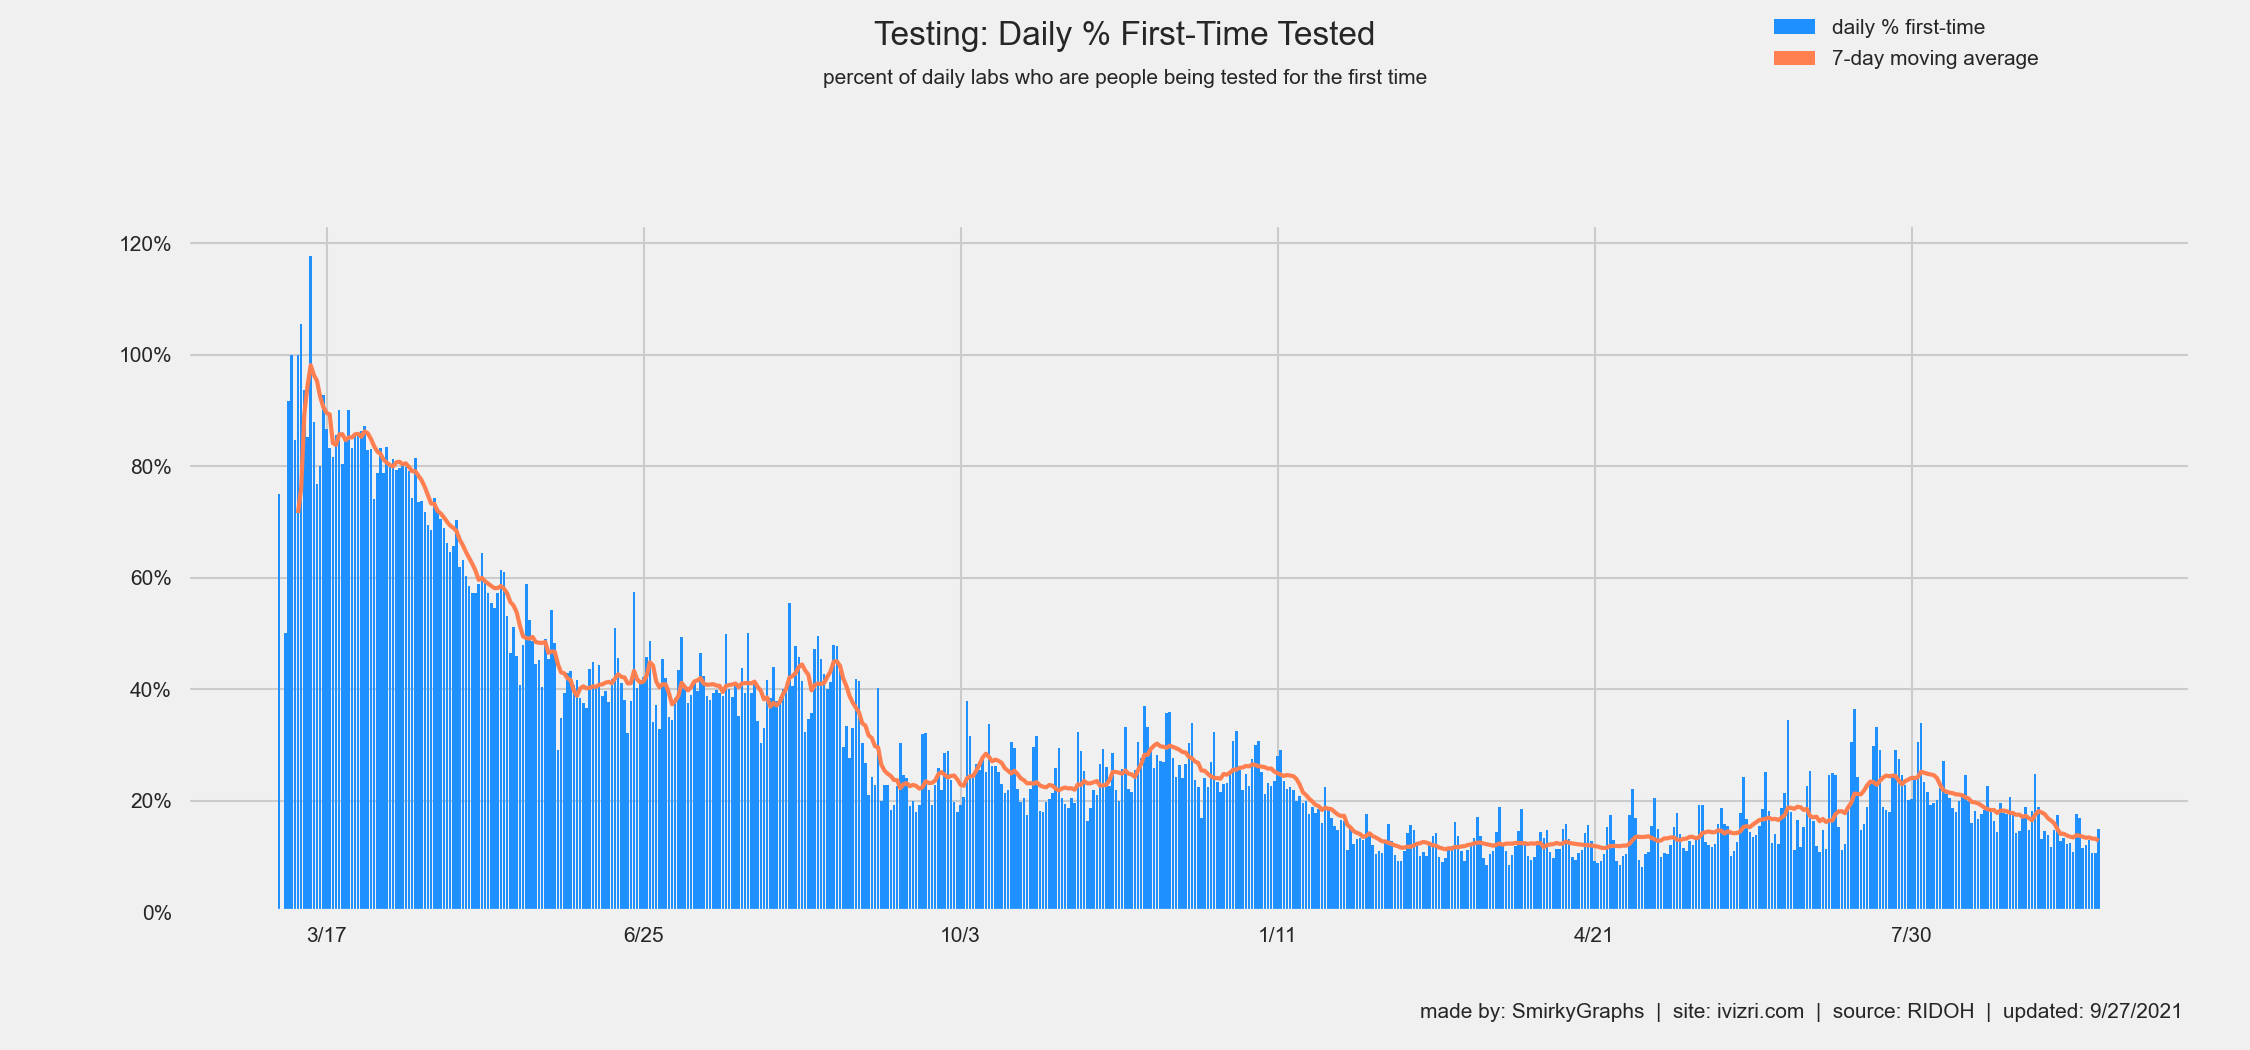 Testing: Daily % First-Time Tested
percent of daily labs who are people being tested for the first time
daily % first-time
7-day moving average
120%
100%
80%
60%
40%
20%
0%
3/17 6/25 10/3 1/11 4/21 7/30
made by: SmirkyGraphs | site: ivizri.com | source: RIDOH | updated: 9/27/2021